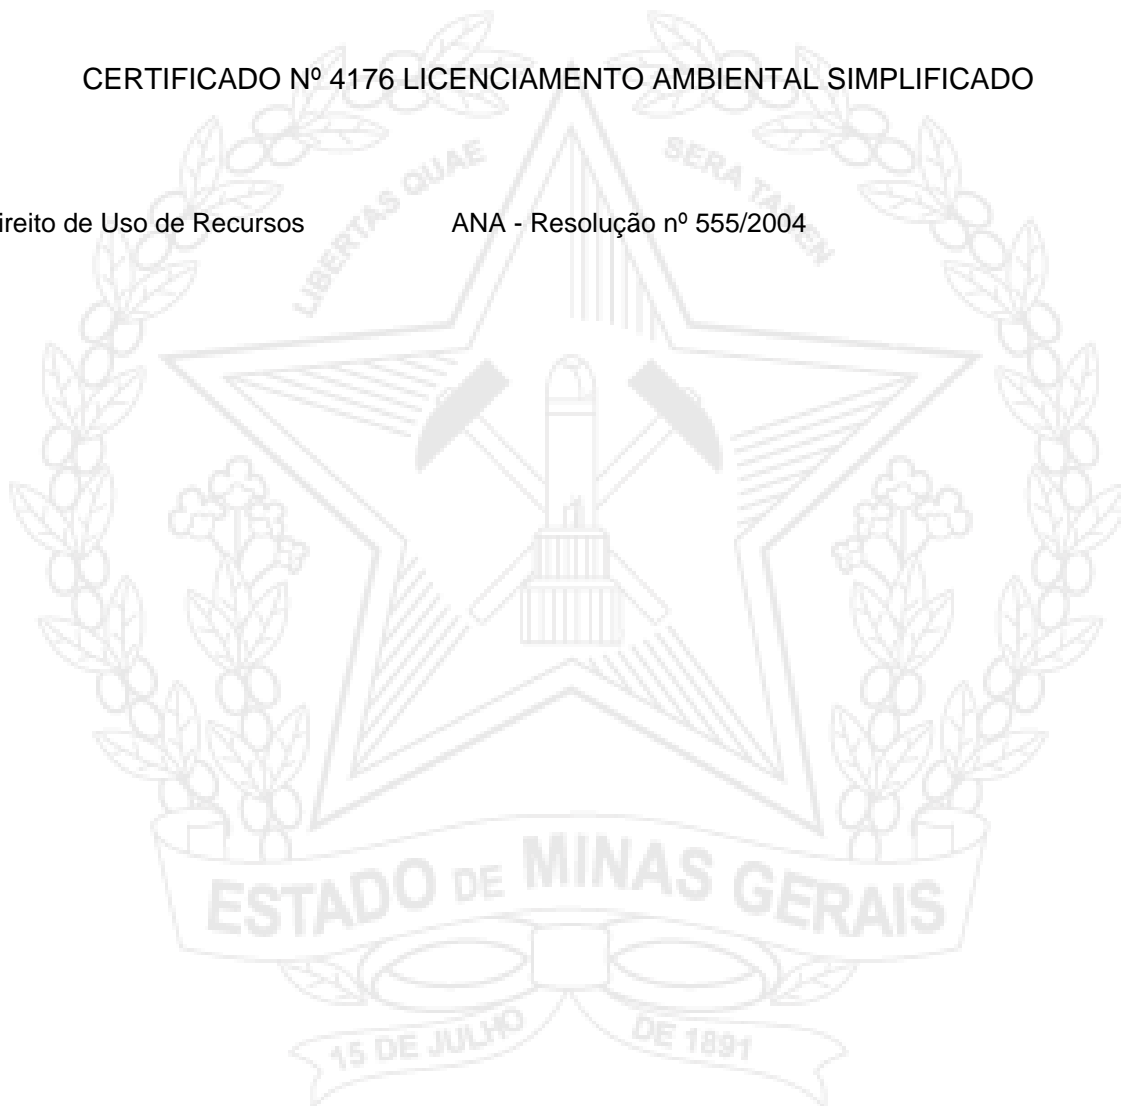 CERTIFICADO Nº 4176 LICENCIAMENTO AMBIENTAL SIMPLIFICADO
LIBERTAS QUAE SERA TAMEN
ireito de Uso de Recursos ANA - Resolução nº 555/2004
ESTADO DE MINAS GERAIS
15 DE JULHO DE 1891